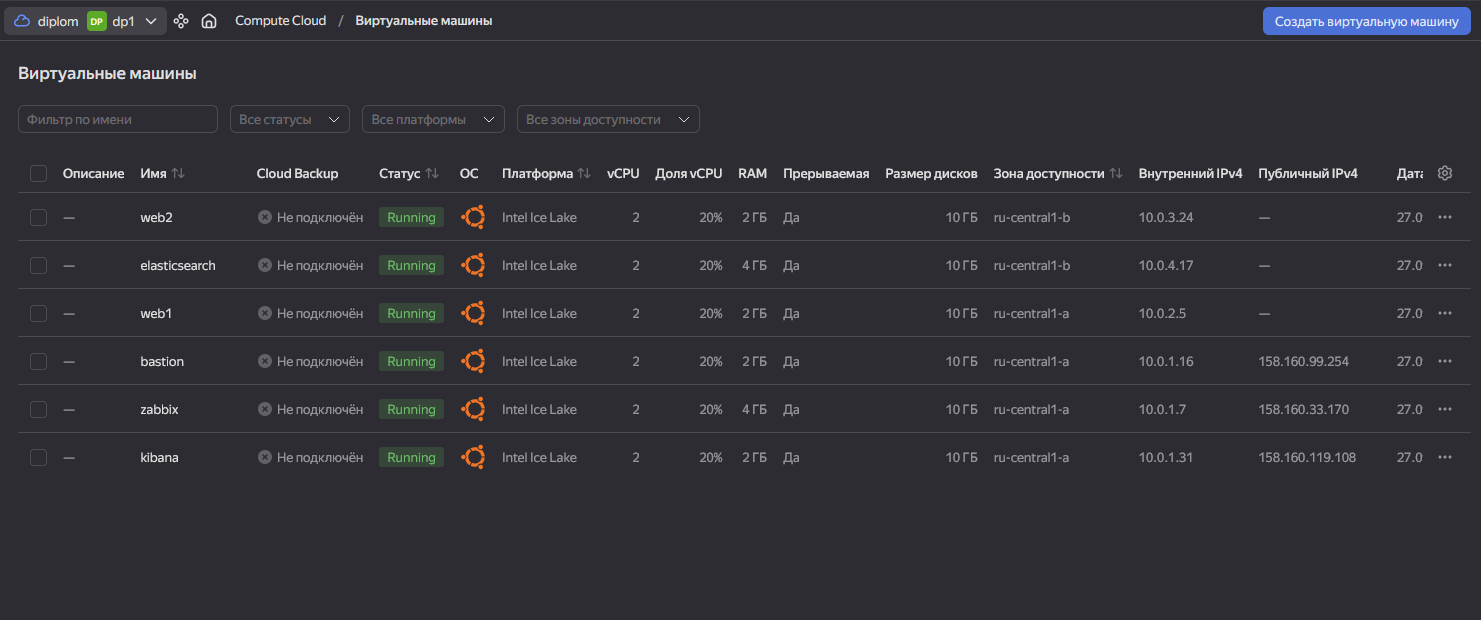 diplom DP dp1 Compute Cloud / Виртуальные машины Создать виртуальную машину
Виртуальные машины
Фильтр по имени Все статусы Все платформы Все зоны доступности
Описание Имя Cloud Backup Статус ОС Платформа vCPU Доля vCPU RAM Прерываемая Размер дисков Зона доступности Внутренний IPv4 Публичный IPv4 Дата
— web2 Не подключён Running Intel Ice Lake 2 20% 2 ГБ Да 10 ГБ ru-central1-b 10.0.3.24 — 27.0
— elasticsearch Не подключён Running Intel Ice Lake 2 20% 4 ГБ Да 10 ГБ ru-central1-b 10.0.4.17 — 27.0
— web1 Не подключён Running Intel Ice Lake 2 20% 2 ГБ Да 10 ГБ ru-central1-a 10.0.2.5 — 27.0
— bastion Не подключён Running Intel Ice Lake 2 20% 2 ГБ Да 10 ГБ ru-central1-a 10.0.1.16 158.160.99.254 27.0
— zabbix Не подключён Running Intel Ice Lake 2 20% 4 ГБ Да 10 ГБ ru-central1-a 10.0.1.7 158.160.33.170 27.0
— kibana Не подключён Running Intel Ice Lake 2 20% 2 ГБ Да 10 ГБ ru-central1-a 10.0.1.31 158.160.119.108 27.0